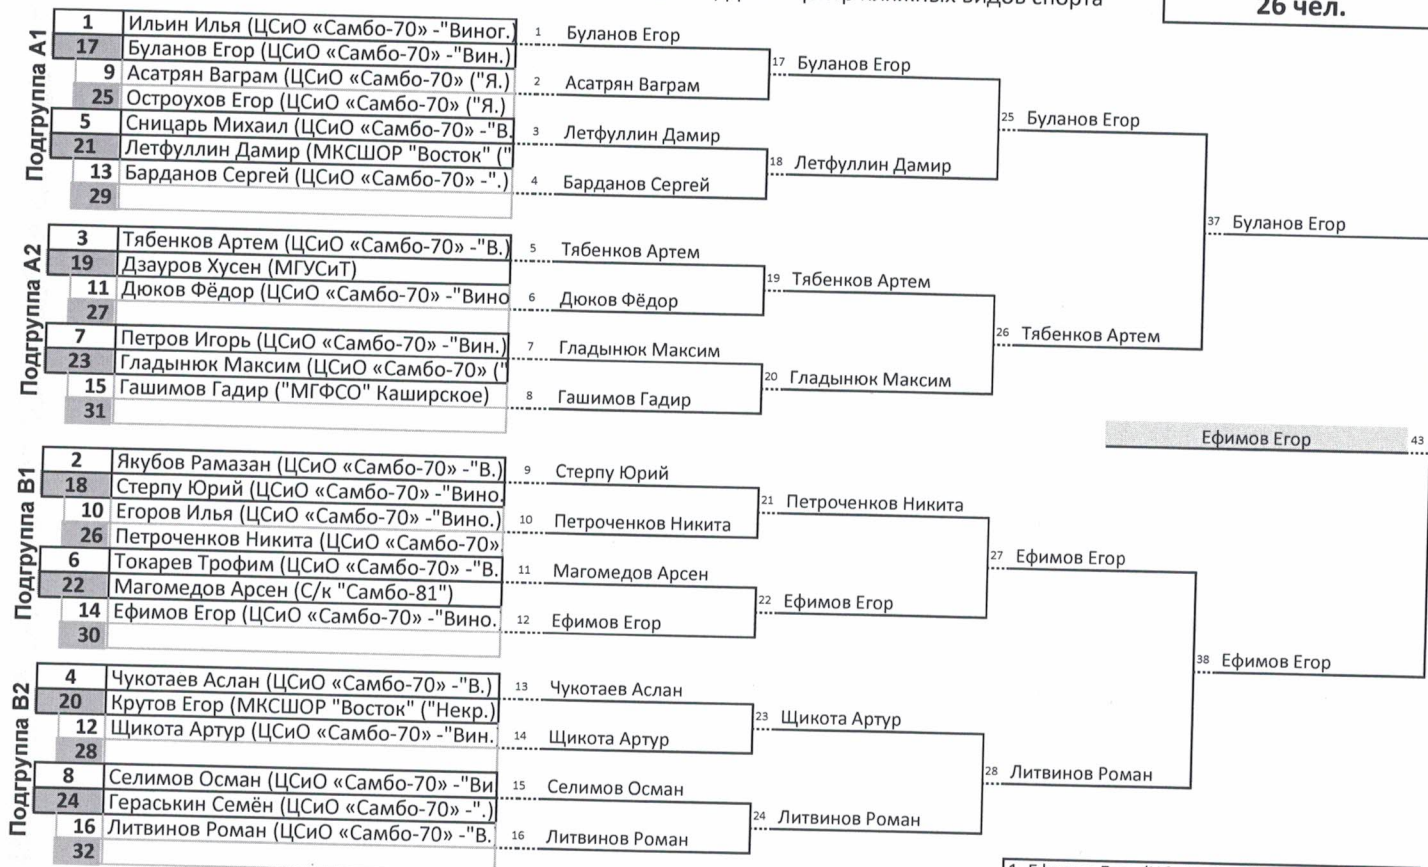 видов спорта
26 чел.
Подгруппа A1
1 Ильин Илья (ЦСиО «Самбо-70» -"Виног.)
17 Буланов Егор (ЦСиО «Самбо-70» -"Вин.)
9 Асатрян Ваграм (ЦСиО «Самбо-70» ("Я.)
25 Остроухов Егор (ЦСиО «Самбо-70» ("Я.)
5 Сницарь Михаил (ЦСиО «Самбо-70» -"В.
21 Летфуллин Дамир (МКСШОР "Восток" ("
13 Барданов Сергей (ЦСиО «Самбо-70» -".)
29
Подгруппа A2
3 Тябенков Артем (ЦСиО «Самбо-70» -"В.)
19 Дзауров Хусен (МГУСиТ)
11 Дюков Фёдор (ЦСиО «Самбо-70» -"Вино
27
7 Петров Игорь (ЦСиО «Самбо-70» -"Вин.)
23 Гладынюк Максим (ЦСиО «Самбо-70» ("
15 Гашимов Гадир ("МГФСО" Каширское)
31
Подгруппа B1
2 Якубов Рамазан (ЦСиО «Самбо-70» -"В.)
18 Стерпу Юрий (ЦСиО «Самбо-70» -"Вино.
10 Егоров Илья (ЦСиО «Самбо-70» -"Вино.)
26 Петроченков Никита (ЦСиО «Самбо-70»
6 Токарев Трофим (ЦСиО «Самбо-70» -"В.
22 Магомедов Арсен (С/к "Самбо-81")
14 Ефимов Егор (ЦСиО «Самбо-70» -"Вино.
30
Подгруппа B2
4 Чукотаев Аслан (ЦСиО «Самбо-70» -"В.)
20 Крутов Егор (МКСШОР "Восток" ("Некр.)
12 Щикота Артур (ЦСиО «Самбо-70» -"Вин.
28
8 Селимов Осман (ЦСиО «Самбо-70» -"Ви
24 Гераськин Семён (ЦСиО «Самбо-70» -".)
16 Литвинов Роман (ЦСиО «Самбо-70» -"В.
32
1 Буланов Егор
2 Асатрян Ваграм
3 Летфуллин Дамир
4 Барданов Сергей
5 Тябенков Артем
6 Дюков Фёдор
7 Гладынюк Максим
8 Гашимов Гадир
9 Стерпу Юрий
10 Петроченков Никита
11 Магомедов Арсен
12 Ефимов Егор
13 Чукотаев Аслан
14 Щикота Артур
15 Селимов Осман
16 Литвинов Роман
17 Буланов Егор
18 Летфуллин Дамир
19 Тябенков Артем
20 Гладынюк Максим
21 Петроченков Никита
22 Ефимов Егор
23 Щикота Артур
24 Литвинов Роман
25 Буланов Егор
26 Тябенков Артем
27 Ефимов Егор
28 Литвинов Роман
37 Буланов Егор
38 Ефимов Егор
Ефимов Егор 43